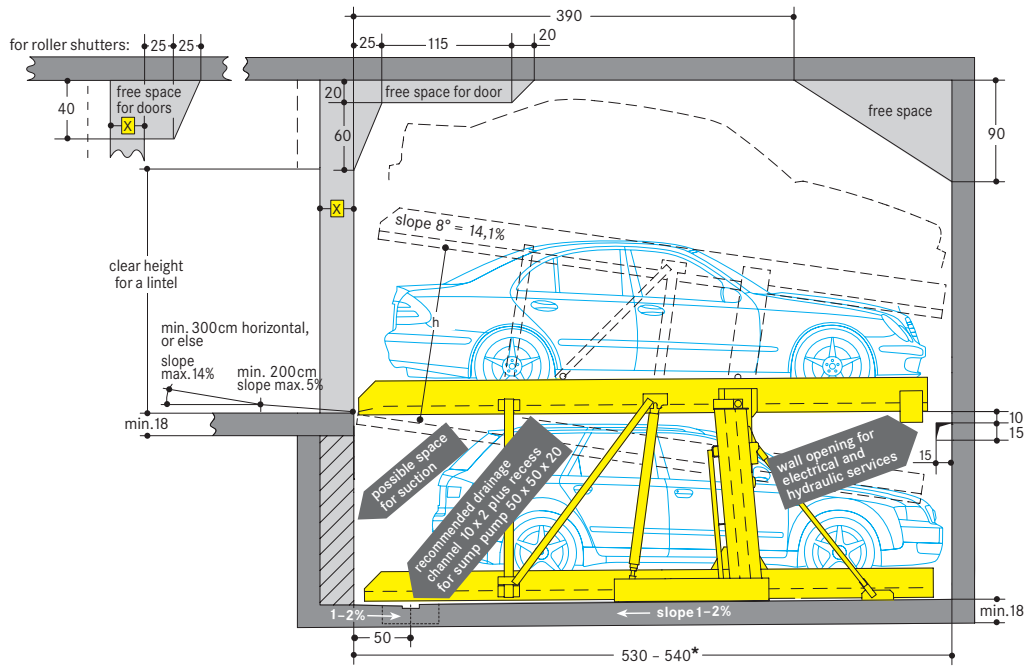 390
for roller shutters:
25
25
25
115
20
free space
for doors
40
X
20
free space for door
60
free space
90
X
slope 8° = 14,1%
clear height
for a lintel
h
min. 300cm horizontal,
or else
slope
max.14%
min. 200cm
slope max. 5%
min.18
10
15
15
possible space
for suction
recommended drainage
channel 10 x 2 plus recess
for sump pump 50 x 50 x 20
wall opening for
electrical and
hydraulic services
1–2%
slope 1–2%
min.18
50
530 – 540*